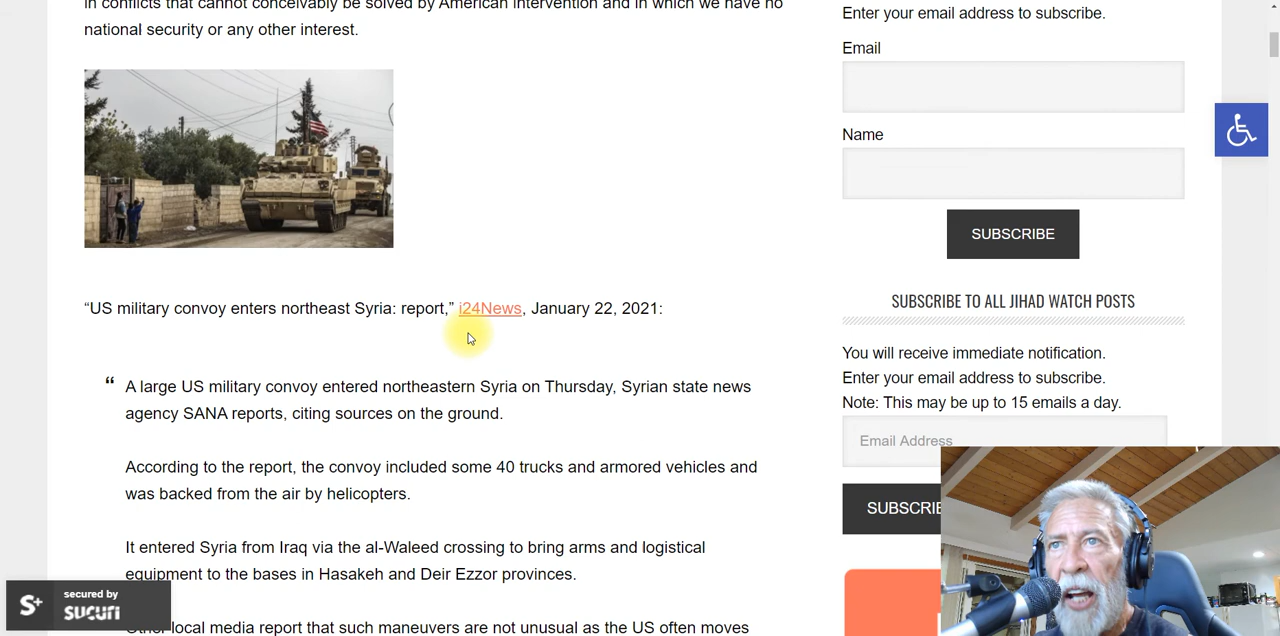 in conflicts that cannot conceivably be solved by American intervention and in which we have no
national security or any other interest.
“US military convoy enters northeast Syria: report,” i24News, January 22, 2021:
“ A large US military convoy entered northeastern Syria on Thursday, Syrian state news
agency SANA reports, citing sources on the ground.
According to the report, the convoy included some 40 trucks and armored vehicles and
was backed from the air by helicopters.
It entered Syria from Iraq via the al-Waleed crossing to bring arms and logistical
equipment to the bases in Hasakeh and Deir Ezzor provinces.
Other local media report that such maneuvers are not unusual as the US often moves
S+ secured by
sucuri
Enter your email address to subscribe.
Email
Name
SUBSCRIBE
SUBSCRIBE TO ALL JIHAD WATCH POSTS
You will receive immediate notification.
Enter your email address to subscribe.
Note: This may be up to 15 emails a day.
Email Address
SUBSCRIBE